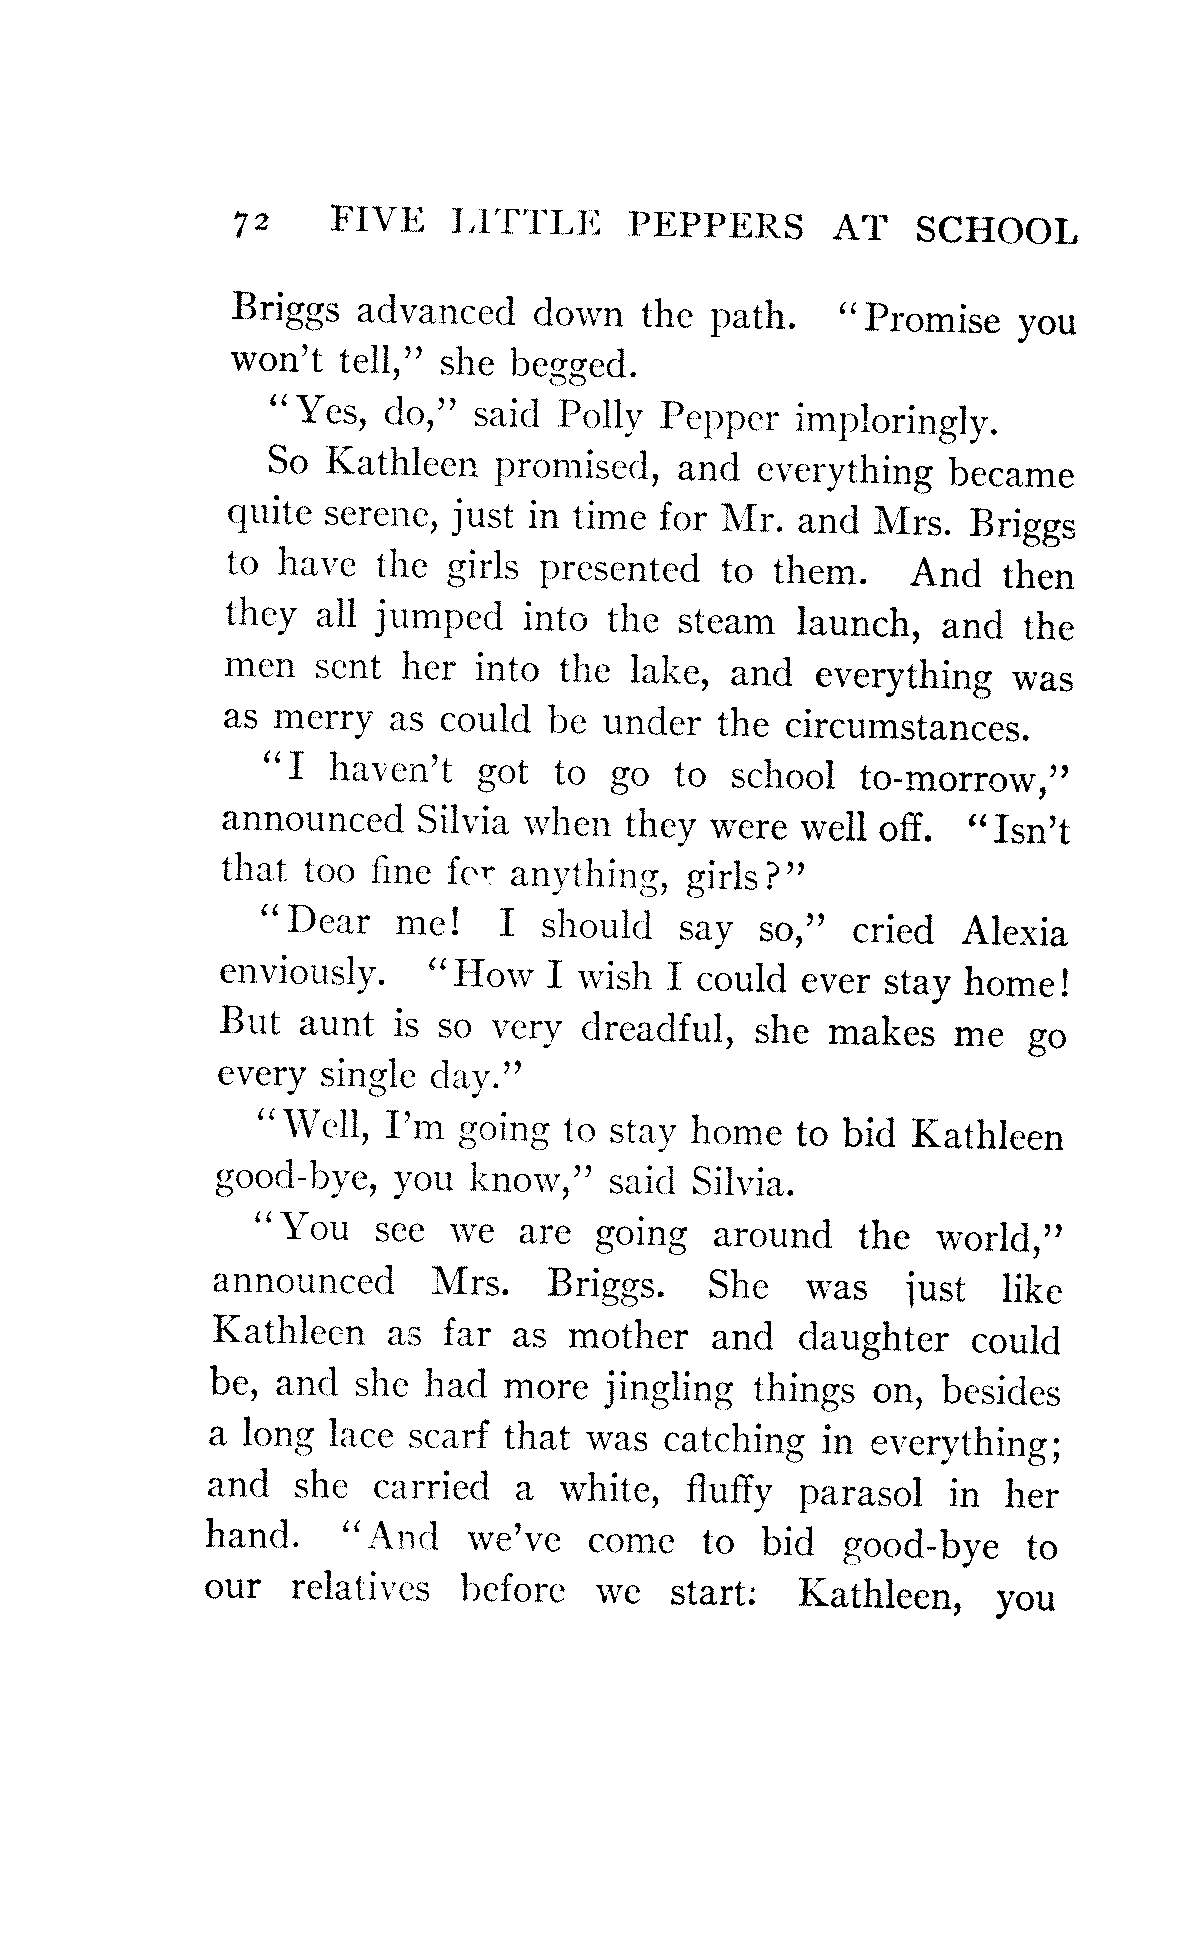 72 FIVE LITTLE PEPPERS AT SCHOOL
Briggs advanced down the path. "Promise you
won't tell," she begged.
"Yes, do," said Polly Pepper imploringly.
So Kathleen promised, and everything became
quite serene, just in time for Mr. and Mrs. Briggs
to have the girls presented to them. And then
they all jumped into the steam launch, and the
men sent her into the lake, and everything was
as merry as could be under the circumstances.
"I haven't got to go to school to-morrow,"
announced Silvia when they were well off. "Isn't
that too fine for anything, girls?"
"Dear me! I should say so," cried Alexia
enviously. "How I wish I could ever stay home!
But aunt is so very dreadful, she makes me go
every single day."
"Well, I'm going to stay home to bid Kathleen
good-bye, you know," said Silvia.
"You see we are going around the world,"
announced Mrs. Briggs. She was just like
Kathleen as far as mother and daughter could
be, and she had more jingling things on, besides
a long lace scarf that was catching in everything;
and she carried a white, fluffy parasol in her
hand. "And we've come to bid good-bye to
our relatives before we start: Kathleen, you